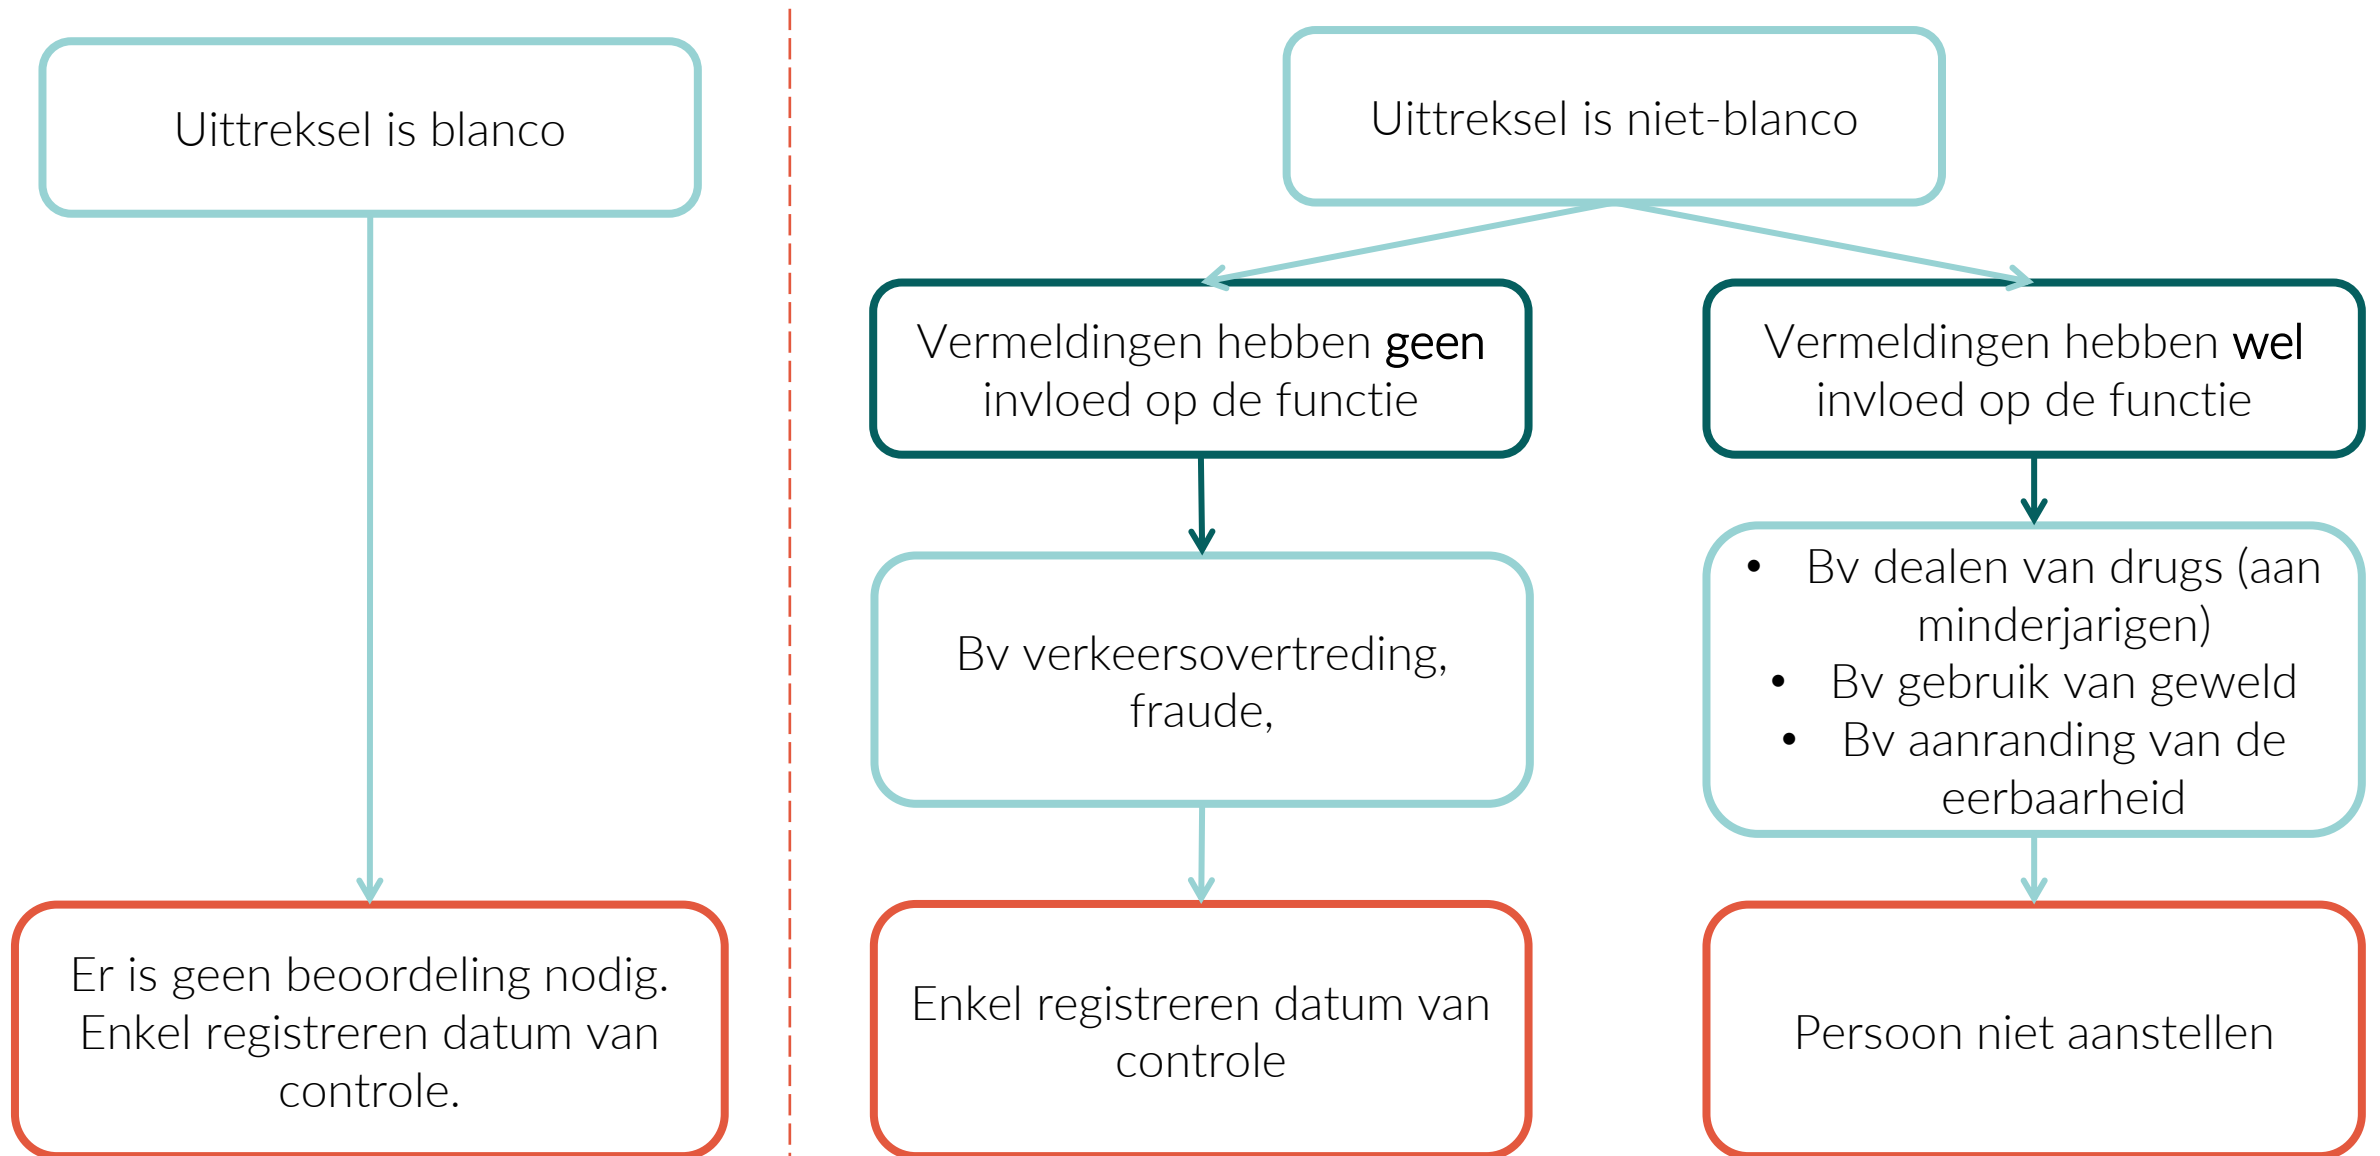 Uittreksel is blanco
Er is geen beoordeling nodig.
Enkel registreren datum van
controle.
Uittreksel is niet-blanco
Vermeldingen hebben geen
invloed op de functie
Bv verkeersovertreding,
fraude,
Enkel registreren datum van
controle
Vermeldingen hebben wel
invloed op de functie
• Bv dealen van drugs (aan
minderjarigen)
• Bv gebruik van geweld
• Bv aanranding van de
eerbaarheid
Persoon niet aanstellen